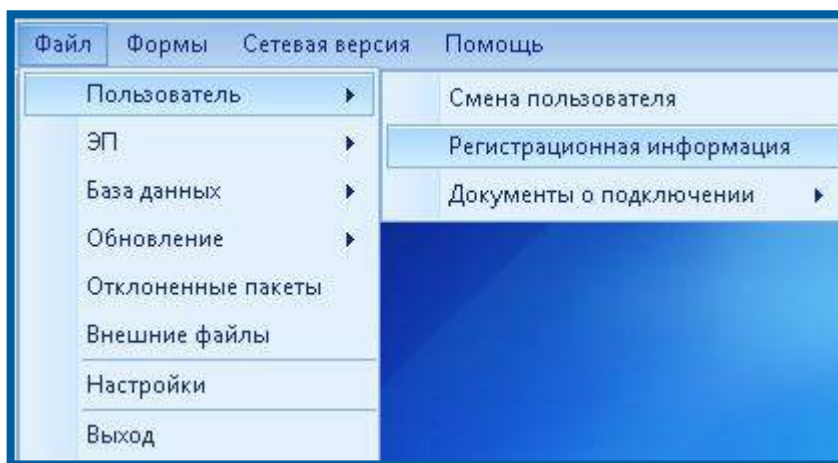 Файл Формы Сетевая версия Помощь
Пользователь
Смена пользователя
ЭП
Регистрационная информация
База данных
Документы о подключении
Обновление
Отклоненные пакеты
Внешние файлы
Настройки
Выход